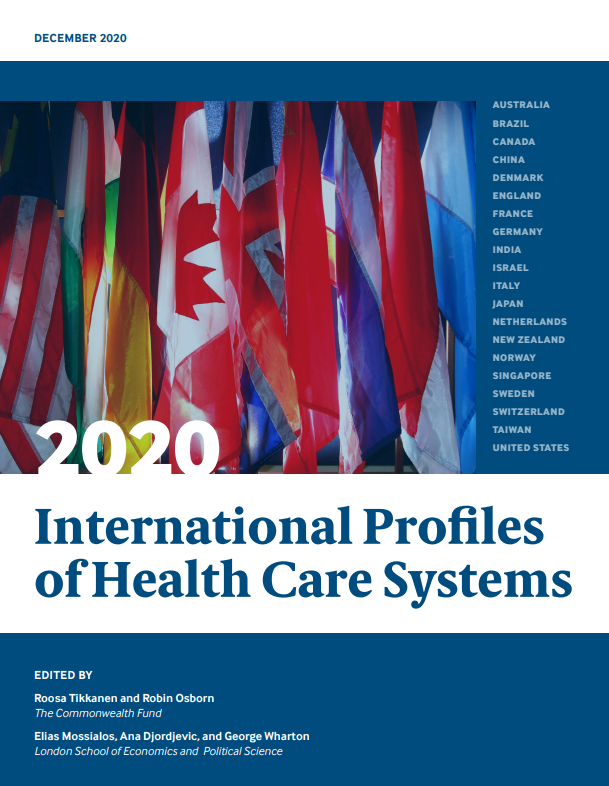 DECEMBER 2020
AUSTRALIA
BRAZIL
CANADA
CHINA
DENMARK
ENGLAND
FRANCE
GERMANY
INDIA
ISRAEL
ITALY
JAPAN
NETHERLANDS
NEW ZEALAND
NORWAY
SINGAPORE
SWEDEN
SWITZERLAND
TAIWAN
UNITED STATES
2020
International Profiles
of Health Care Systems
EDITED BY
Roosa Tikkanen and Robin Osborn
The Commonwealth Fund
Elias Mossialos, Ana Djordjevic, and George Wharton
London School of Economics and Political Science